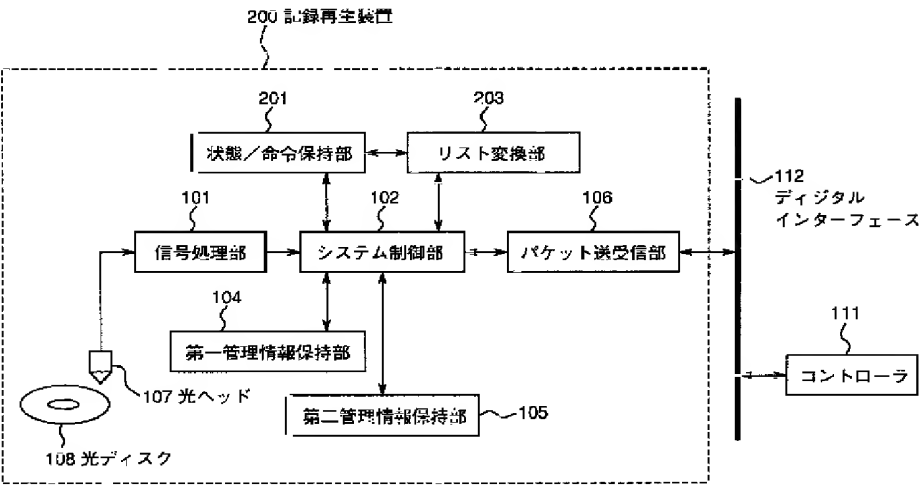 200 記録再生装置
201
203
状態／命令保持部
リスト変換部
112
ディジタル
インターフェース
101
102
106
信号処理部
システム制御部
パケット送受信部
104
第一管理情報保持部
111
コントローラ
107 光ヘッド
第二管理情報保持部
105
108 光ディスク